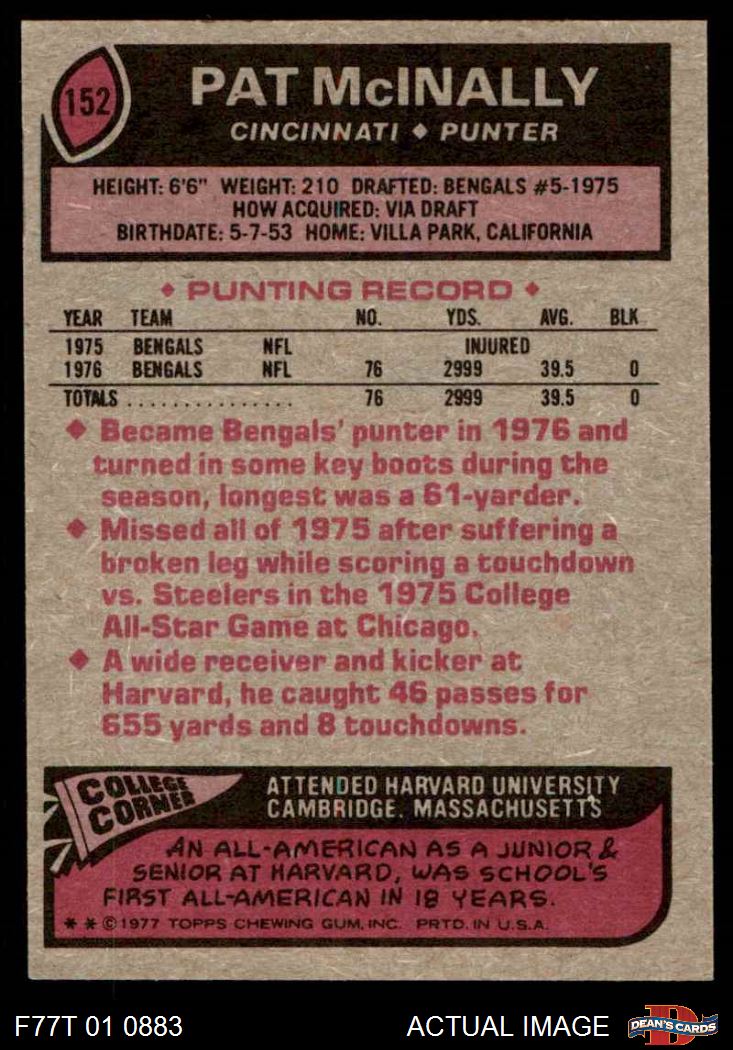 152
PAT McINALLY
CINCINNATI ◆ PUNTER
HEIGHT: 6'6" WEIGHT: 210 DRAFTED: BENGALS #5-1975
HOW ACQUIRED: VIA DRAFT
BIRTHDATE: 5-7-53 HOME: VILLA PARK, CALIFORNIA
◆ PUNTING RECORD ◆
YEAR TEAM NO. YDS. AVG. BLK
1975 BENGALS NFL INJURED
1976 BENGALS NFL 76 2999 39.5 0
TOTALS . . . . . . . . . . . . . . . 76 2999 39.5 0
◆ Became Bengals' punter in 1976 and
turned in some key boots during the
season, longest was a 61-yarder.
◆ Missed all of 1975 after suffering a
broken leg while scoring a touchdown
vs. Steelers in the 1975 College
All-Star Game at Chicago.
◆ A wide receiver and kicker at
Harvard, he caught 46 passes for
655 yards and 8 touchdowns.
COLLEGE
CORNER
ATTENDED HARVARD UNIVERSITY
CAMBRIDGE, MASSACHUSETTS
AN ALL-AMERICAN AS A JUNIOR &
SENIOR AT HARVARD, WAS SCHOOL'S
FIRST ALL-AMERICAN IN 18 YEARS.
* * © 1977 TOPPS CHEWING GUM, INC. PRTD. IN U.S.A.
F77T 01 0883 ACTUAL IMAGE
D
DEAN'S CARDS